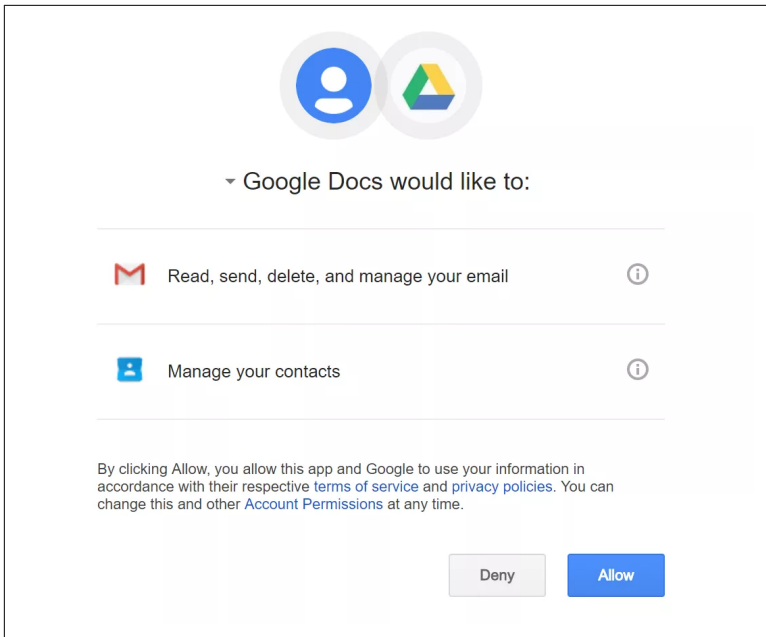 Google Docs would like to:
Read, send, delete, and manage your email
Manage your contacts
By clicking Allow, you allow this app and Google to use your information in
accordance with their respective terms of service and privacy policies. You can
change this and other Account Permissions at any time.
Deny
Allow